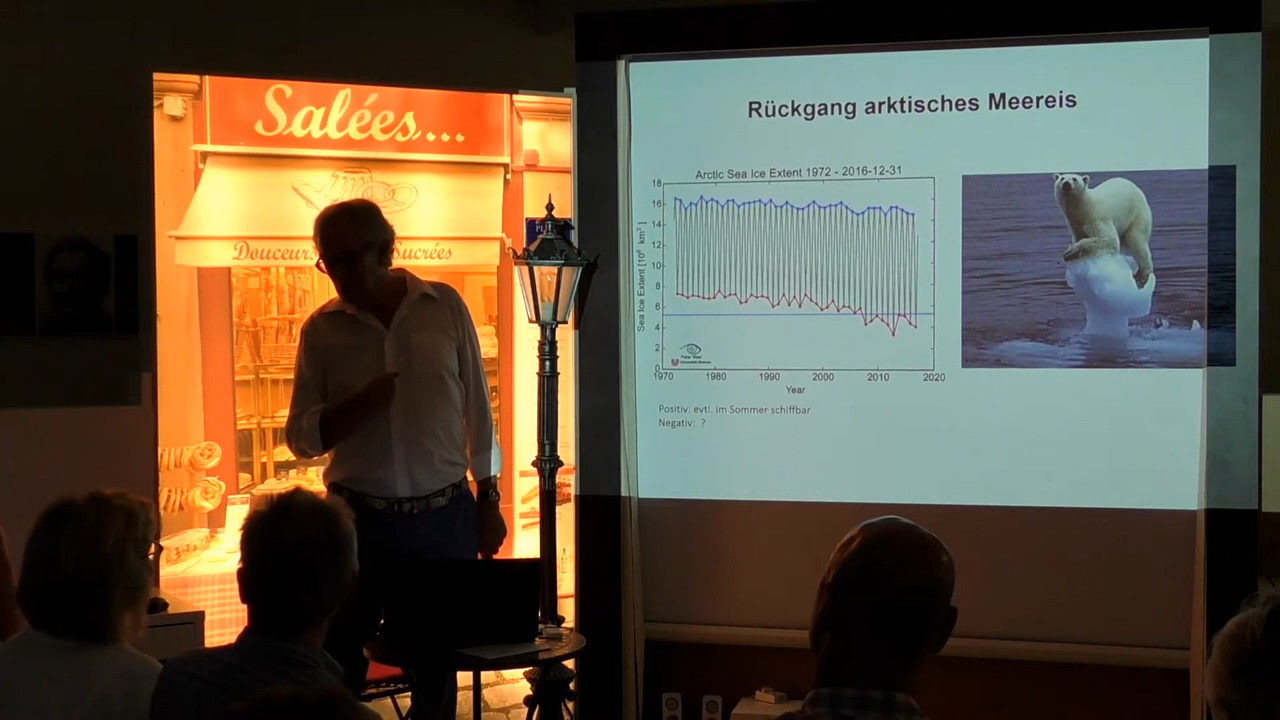 Salées...
Douceurs Sucrées
Rückgang arktisches Meereis
Arctic Sea Ice Extent 1972 - 2016-12-31
Sea Ice Extent [10⁶ km²]
18
16
14
12
10
8
6
4
2
0
1970 1980 1990 2000 2010 2020
Year
Universität Bremen
Positiv: evtl. im Sommer schiffbar
Negativ: ?